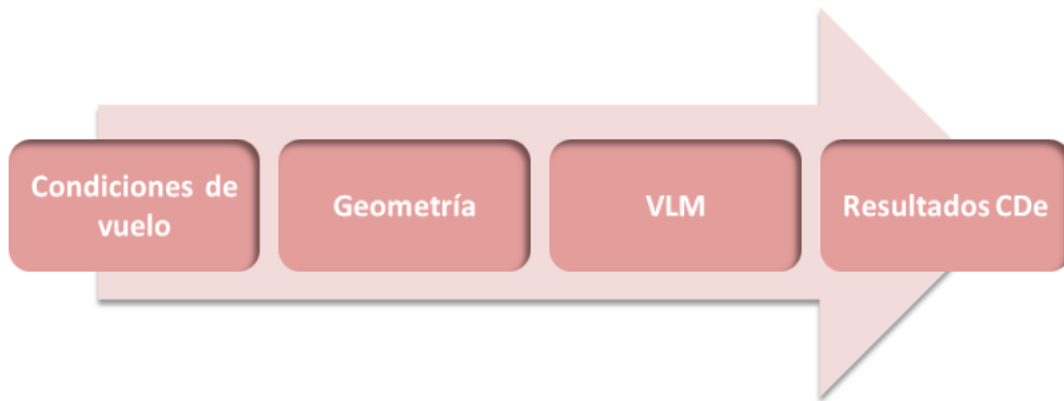 Condiciones de
vuelo
Geometría
VLM
Resultados CDe